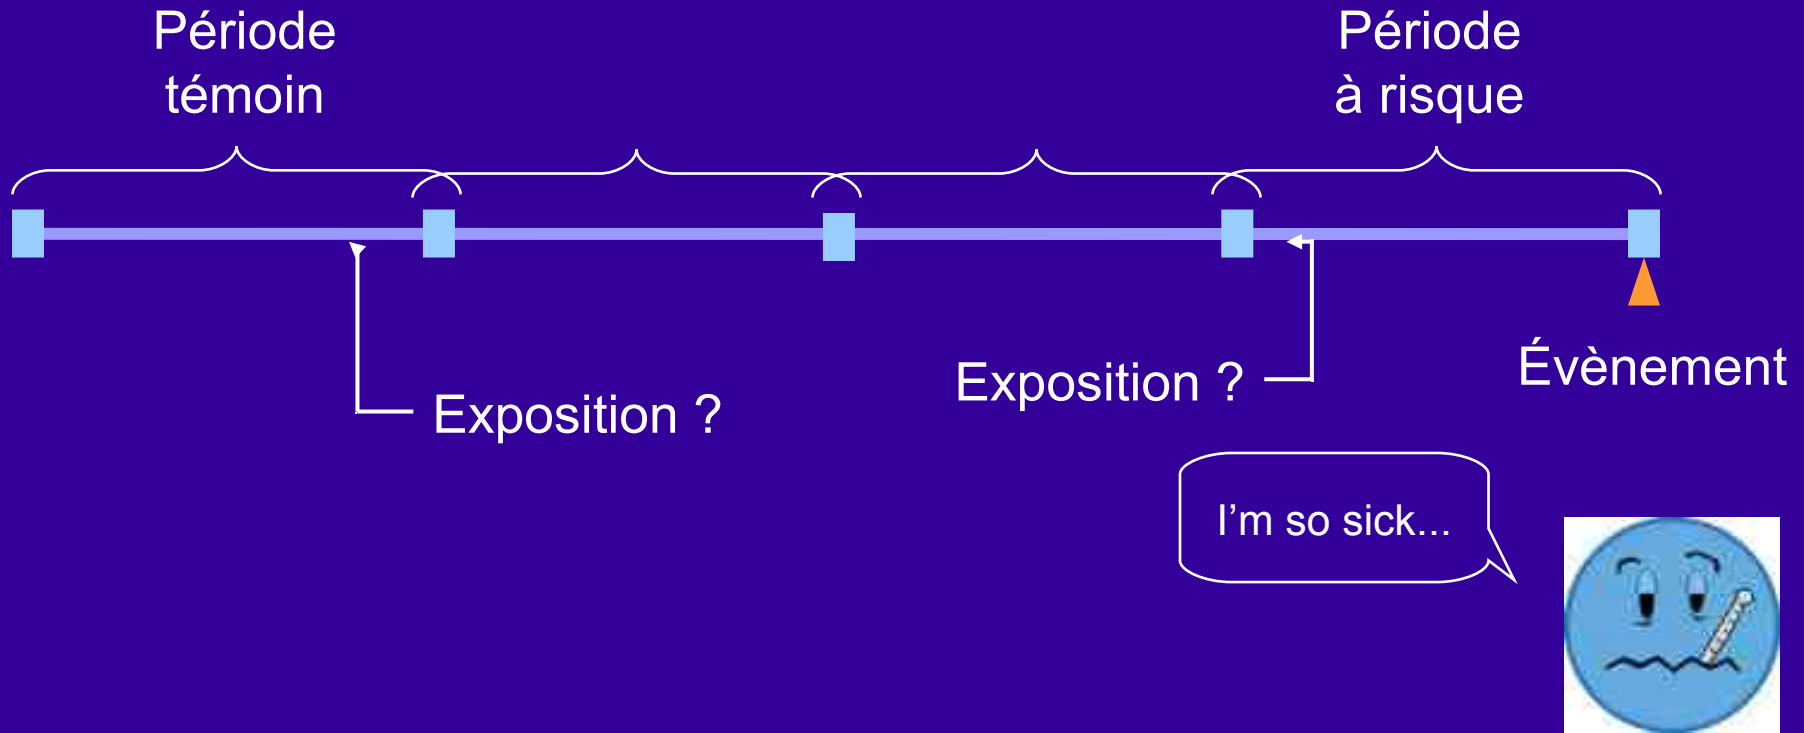 Période
témoin
Période
à risque
Exposition ?
Exposition ?
Évènement
I'm so sick...